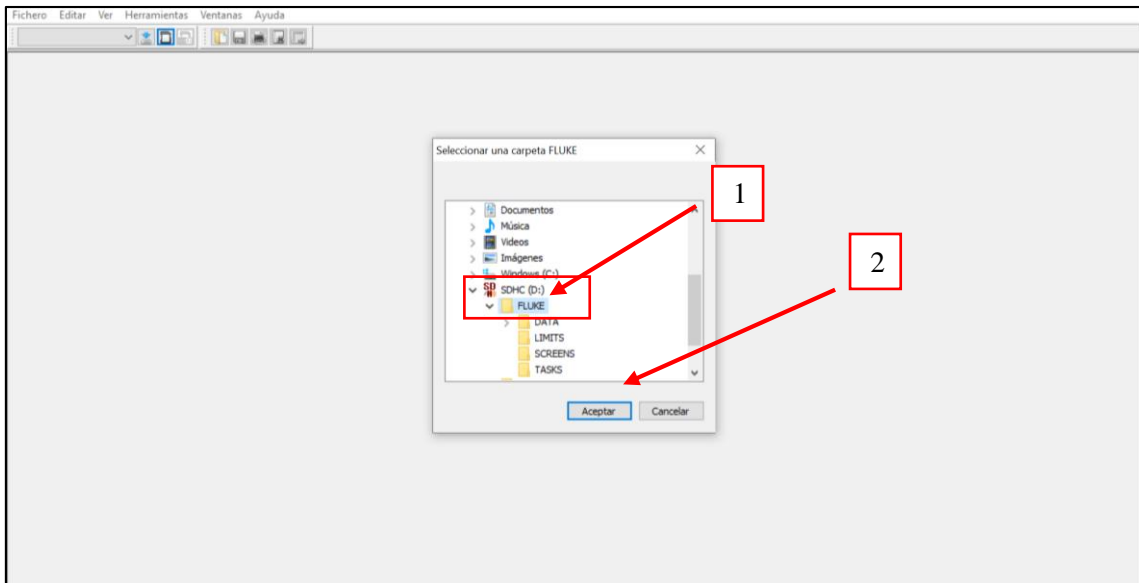 Fichero Editar Ver Herramientas Ventanas Ayuda
Seleccionar una carpeta FLUKE
1
Documentos
Música
Videos
Imágenes
2
Windows (C:)
SDHC (D:)
FLUKE
DATA
LIMITS
SCREENS
TASKS
Aceptar Cancelar